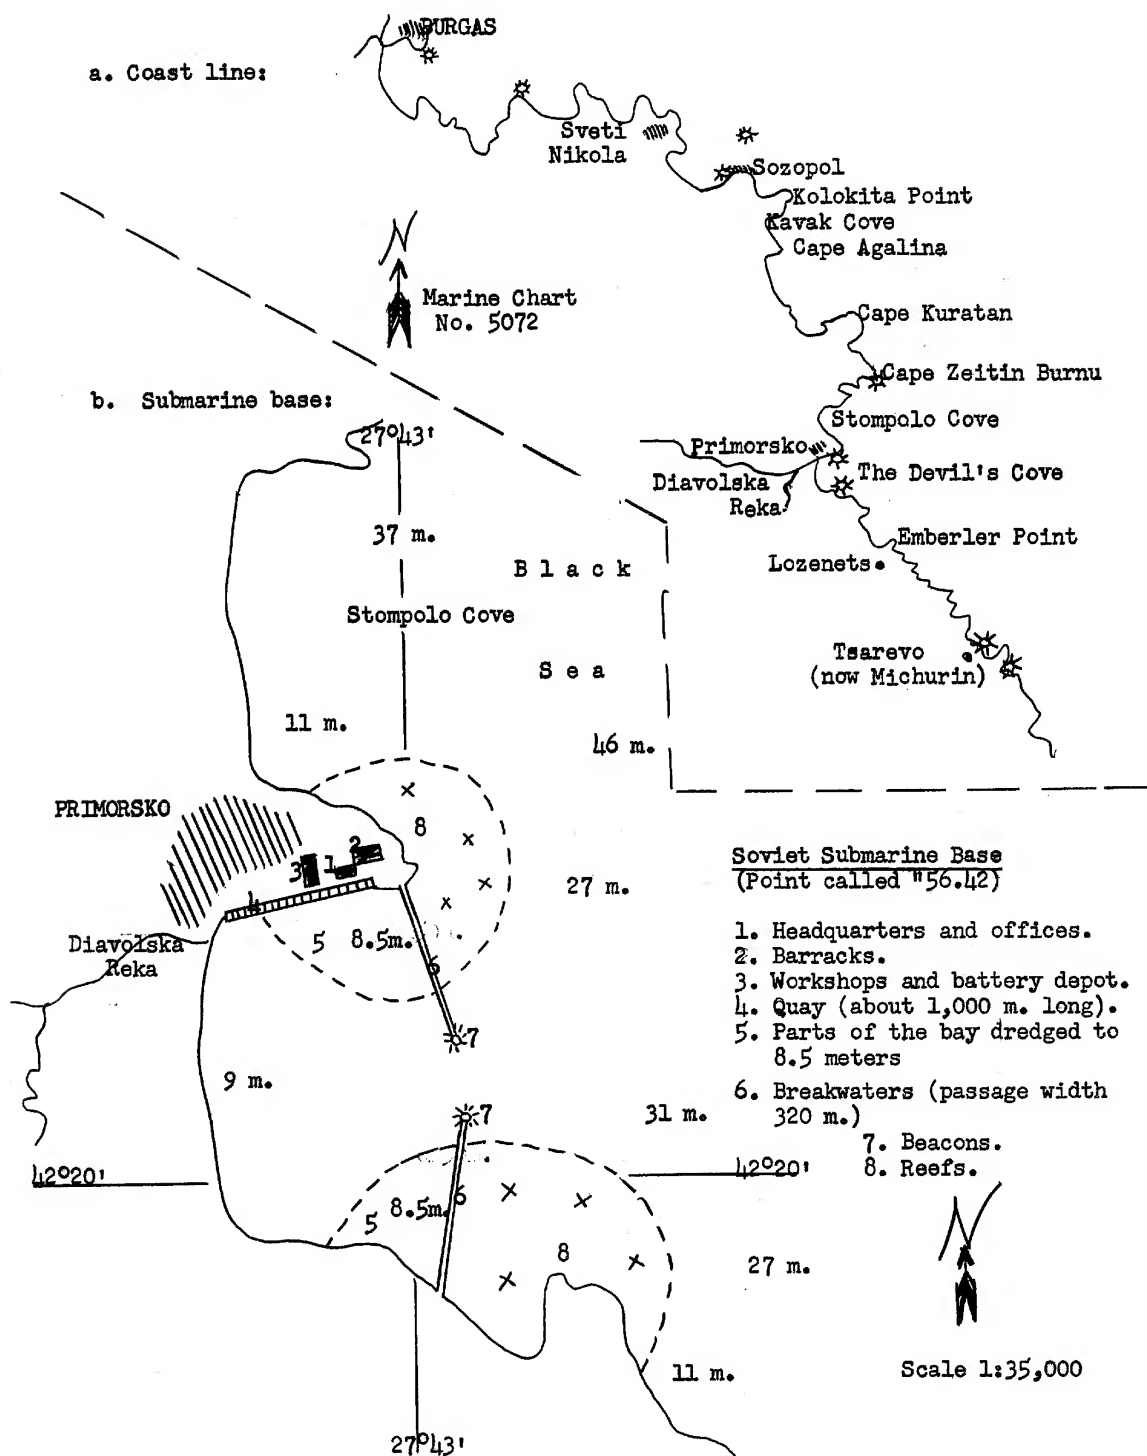 BURGAS
a. Coast line:
Sveti
Nikola
Sozopol
Kolokita Point
Kavak Cove
Cape Agalina
N
Marine Chart
No. 5072
Cape Kuratan
Cape Zeitin Burnu
Stompolo Cove
Primorsko
The Devil's Cove
Diavolska
Reka
Emberler Point
Lozenets
Tsarevo
(now Michurin)
b. Submarine base:
27°43'
37 m.
Black
Stompolo Cove
Sea
11 m.
46 m.
PRIMORSKO
8
2
3
1
4
27 m.
5
8.5m.
6
Diavolska
Reka
7
9 m.
7
31 m.
42°20'
42°20'
6
8.5m.
5
8
27 m.
11 m.
27°43'
Soviet Submarine Base
(Point called "56.42)
1. Headquarters and offices.
2. Barracks.
3. Workshops and battery depot.
4. Quay (about 1,000 m. long).
5. Parts of the bay dredged to
8.5 meters
6. Breakwaters (passage width
320 m.)
7. Beacons.
8. Reefs.
N
Scale 1:35,000